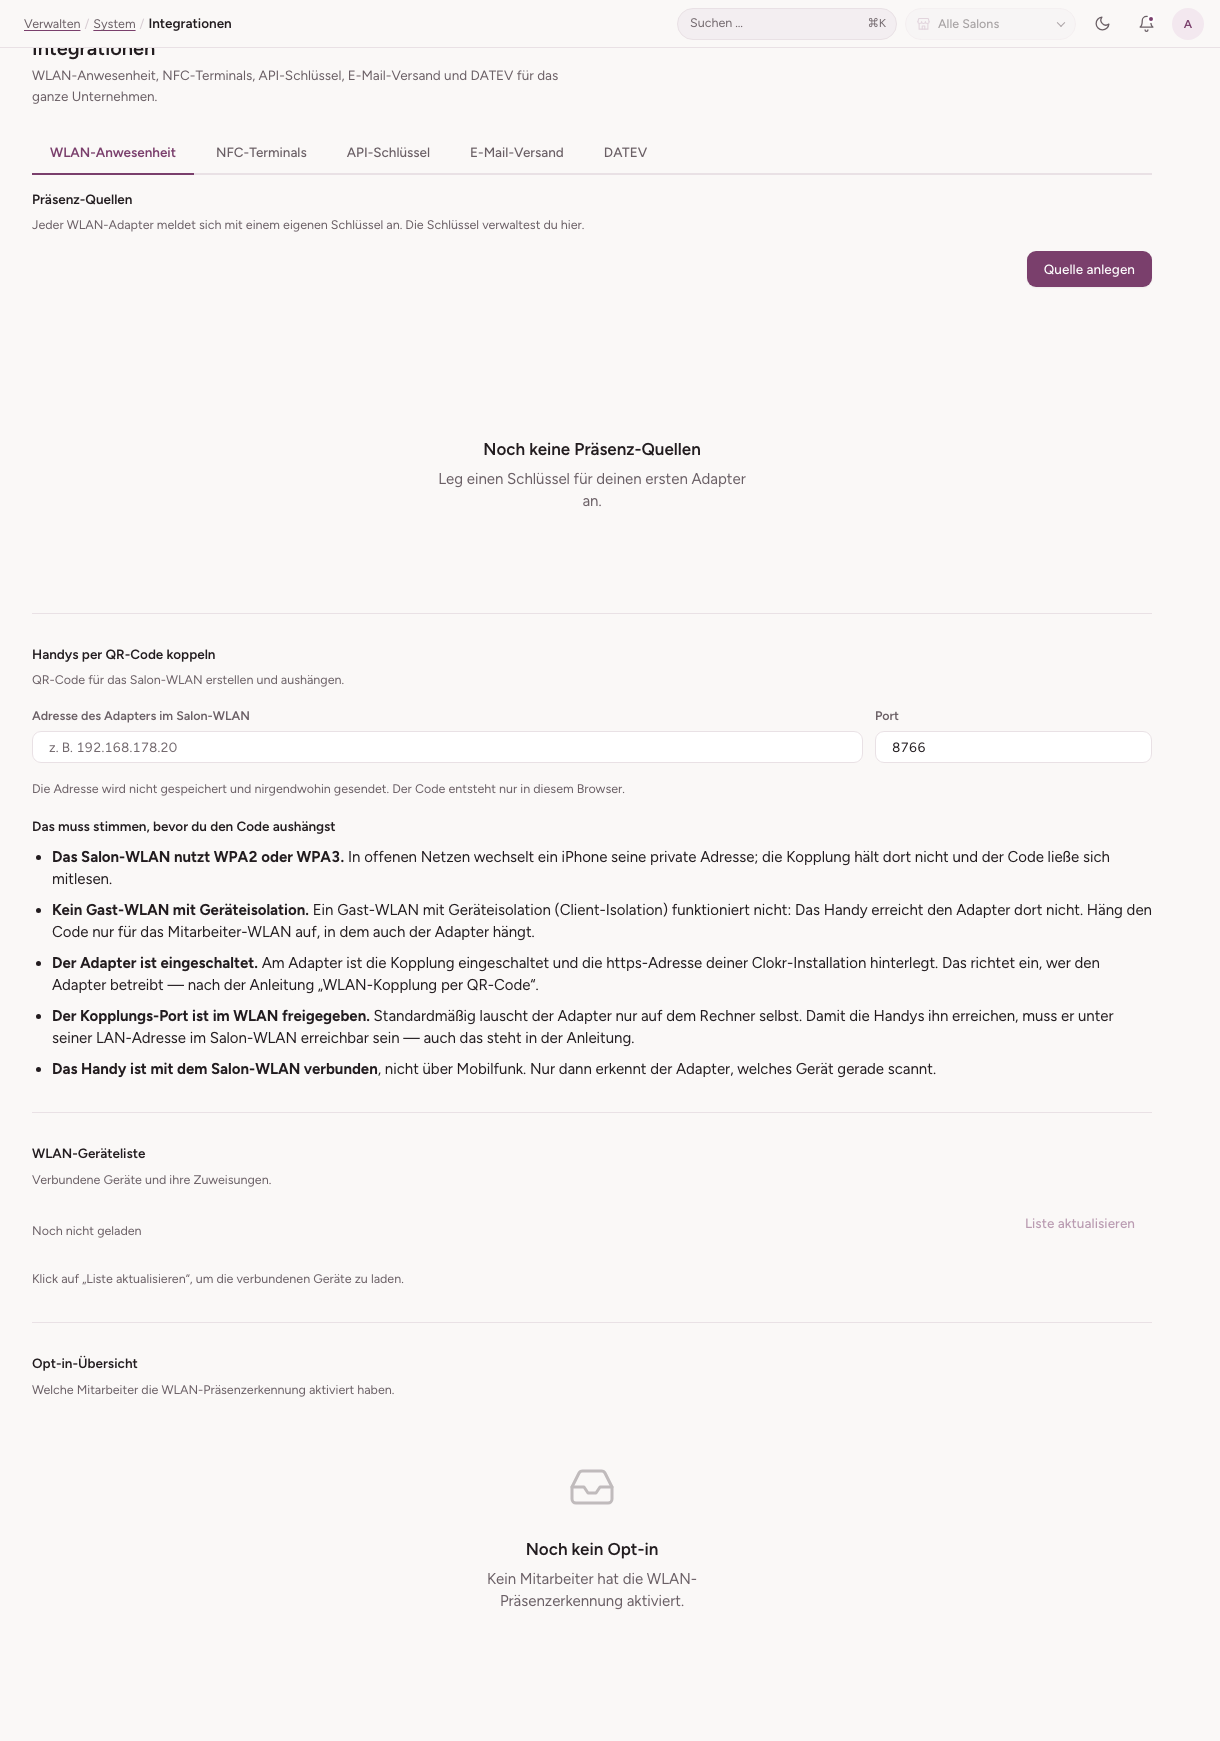 Verwalten / System / Integrationen
Suchen ... ⌘K
Alle Salons
A
Integrationen
WLAN-Anwesenheit, NFC-Terminals, API-Schlüssel, E-Mail-Versand und DATEV für das
ganze Unternehmen.
WLAN-Anwesenheit NFC-Terminals API-Schlüssel E-Mail-Versand DATEV
Präsenz-Quellen
Jeder WLAN-Adapter meldet sich mit einem eigenen Schlüssel an. Die Schlüssel verwaltest du hier.
Quelle anlegen
Noch keine Präsenz-Quellen
Leg einen Schlüssel für deinen ersten Adapter
an.
Handys per QR-Code koppeln
QR-Code für das Salon-WLAN erstellen und aushängen.
Adresse des Adapters im Salon-WLAN Port
z. B. 192.168.178.20 8766
Die Adresse wird nicht gespeichert und nirgendwohin gesendet. Der Code entsteht nur in diesem Browser.
Das muss stimmen, bevor du den Code aushängst
• Das Salon-WLAN nutzt WPA2 oder WPA3. In offenen Netzen wechselt ein iPhone seine private Adresse; die Kopplung hält dort nicht und der Code ließe sich
mitlesen.
• Kein Gast-WLAN mit Geräteisolation. Ein Gast-WLAN mit Geräteisolation (Client-Isolation) funktioniert nicht: Das Handy erreicht den Adapter dort nicht. Häng den
Code nur für das Mitarbeiter-WLAN auf, in dem auch der Adapter hängt.
• Der Adapter ist eingeschaltet. Am Adapter ist die Kopplung eingeschaltet und die https-Adresse deiner Clokr-Installation hinterlegt. Das richtet ein, wer den
Adapter betreibt — nach der Anleitung „WLAN-Kopplung per QR-Code“.
• Der Kopplungs-Port ist im WLAN freigegeben. Standardmäßig lauscht der Adapter nur auf dem Rechner selbst. Damit die Handys ihn erreichen, muss er unter
seiner LAN-Adresse im Salon-WLAN erreichbar sein — auch das steht in der Anleitung.
• Das Handy ist mit dem Salon-WLAN verbunden, nicht über Mobilfunk. Nur dann erkennt der Adapter, welches Gerät gerade scannt.
WLAN-Geräteliste
Verbundene Geräte und ihre Zuweisungen.
Noch nicht geladen
Liste aktualisieren
Klick auf „Liste aktualisieren“, um die verbundenen Geräte zu laden.
Opt-in-Übersicht
Welche Mitarbeiter die WLAN-Präsenzerkennung aktiviert haben.
Noch kein Opt-in
Kein Mitarbeiter hat die WLAN-
Präsenzerkennung aktiviert.